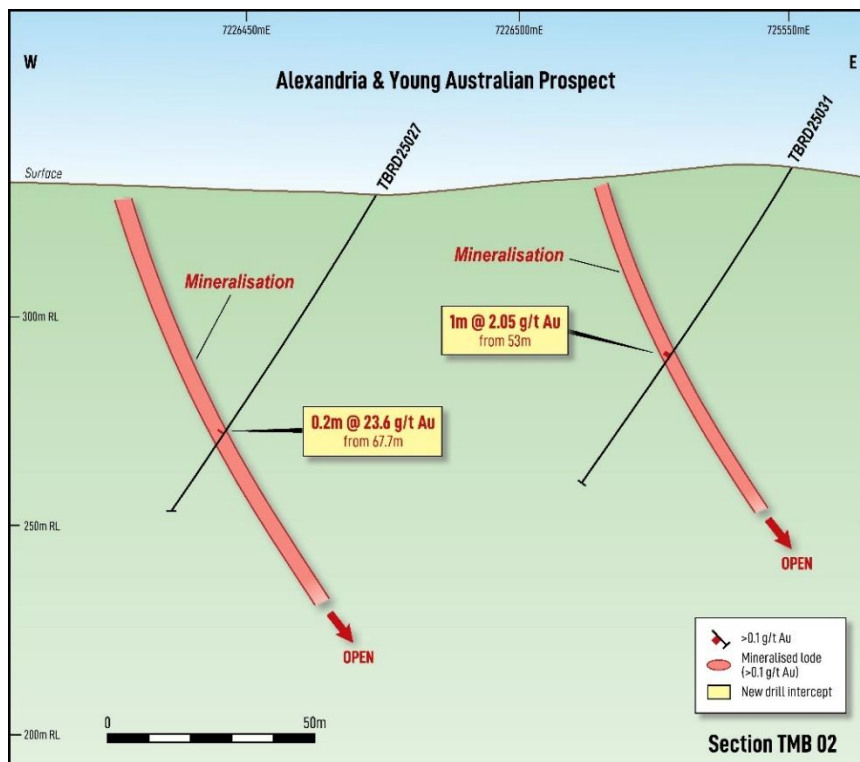 7226450mE
7226500mE
725550mE
W
E
Alexandria & Young Australian Prospect
TBRD25027
TBRD25031
Surface
Mineralisation
Mineralisation
300m RL
1m @ 2.05 g/t Au
from 53m
0.2m @ 23.6 g/t Au
from 67.7m
250m RL
OPEN
OPEN
>0.1 g/t Au
Mineralised lode
(>0.1 g/t Au)
New drill intercept
0
50m
200m RL
Section TMB 02